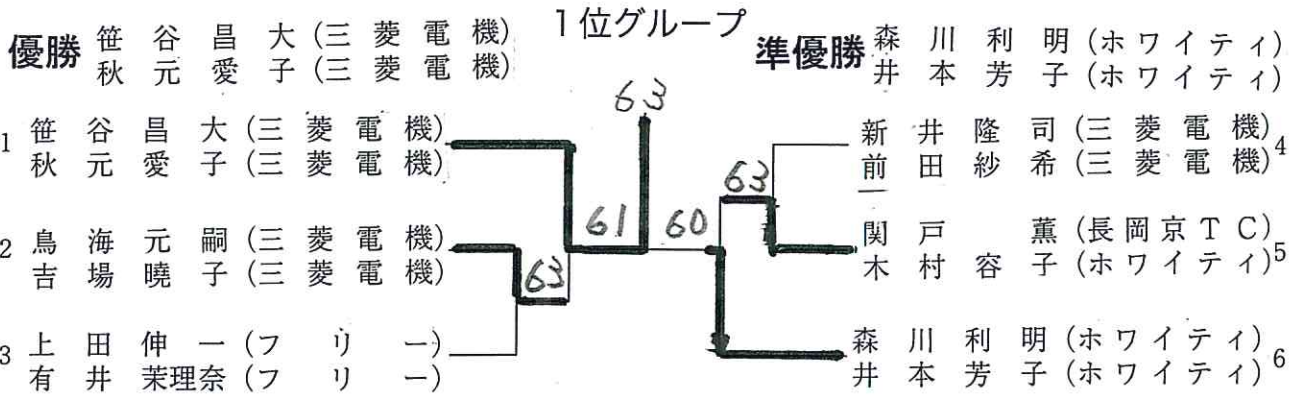 1位グループ
優勝 笹谷昌大(三菱電機)
秋元愛子(三菱電機)
準優勝 森川利明(ホワイティ)
井本芳子(ホワイティ)
63
1 笹谷昌大(三菱電機)
秋元愛子(三菱電機)
2 鳥海元嗣(三菱電機)
吉場曉子(三菱電機)
3 上田伸一(フリー)
有井茉理奈(フリー)
61
63
60
63
新井隆司(三菱電機) 4
前田紗希(三菱電機)
関戸薫(長岡京TC) 5
木村容子(ホワイティ)
森川利明(ホワイティ) 6
井本芳子(ホワイティ)